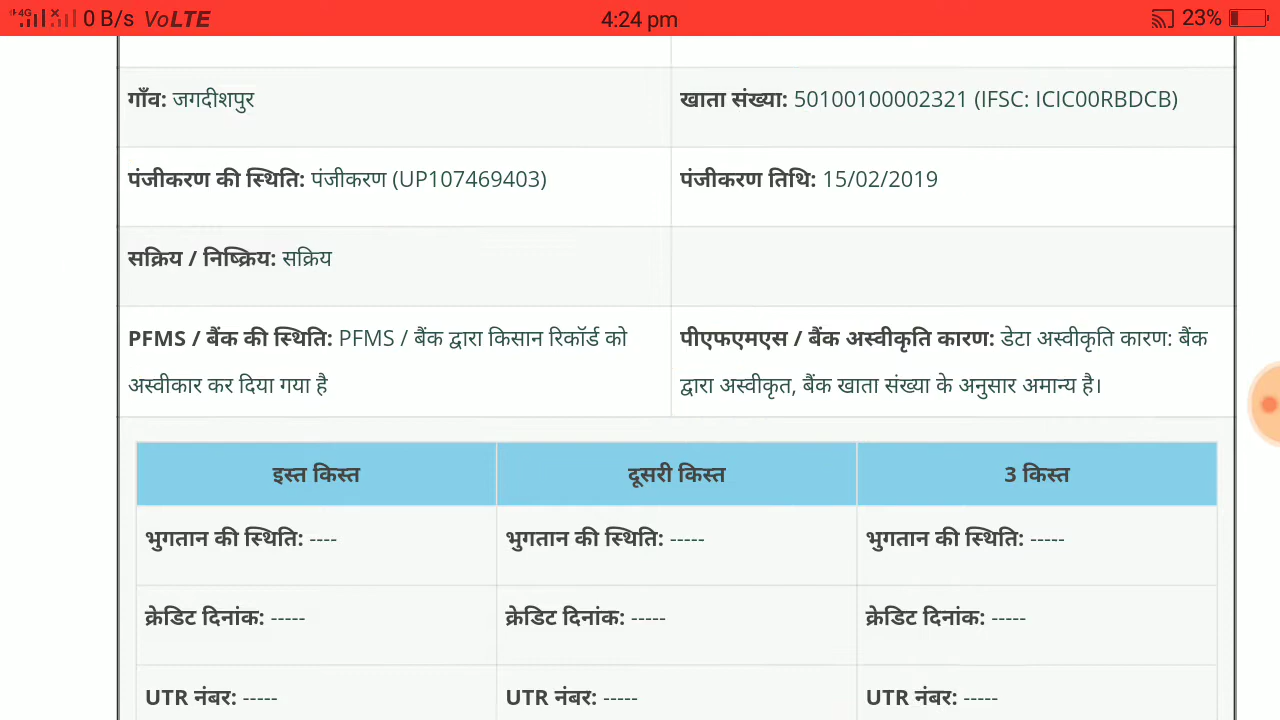 4G 0 B/s VoLTE 4:24 pm 23%
गाँव: जगदीशपुर खाता संख्या: 50100100002321 (IFSC: ICIC00RBDCB)
पंजीकरण की स्थिति: पंजीकरण (UP107469403) पंजीकरण तिथि: 15/02/2019
सक्रिय / निष्क्रिय: सक्रिय
PFMS / बैंक की स्थिति: PFMS / बैंक द्वारा किसान रिकॉर्ड को
अस्वीकार कर दिया गया है
पीएफएमएस / बैंक अस्वीकृति कारण: डेटा अस्वीकृति कारण: बैंक
द्वारा अस्वीकृत, बैंक खाता संख्या के अनुसार अमान्य है।
इस्त किस्त दूसरी किस्त 3 किस्त
भुगतान की स्थिति: ---- भुगतान की स्थिति: ----- भुगतान की स्थिति: -----
क्रेडिट दिनांक: ----- क्रेडिट दिनांक: ----- क्रेडिट दिनांक: -----
UTR नंबर: ----- UTR नंबर: ----- UTR नंबर: -----